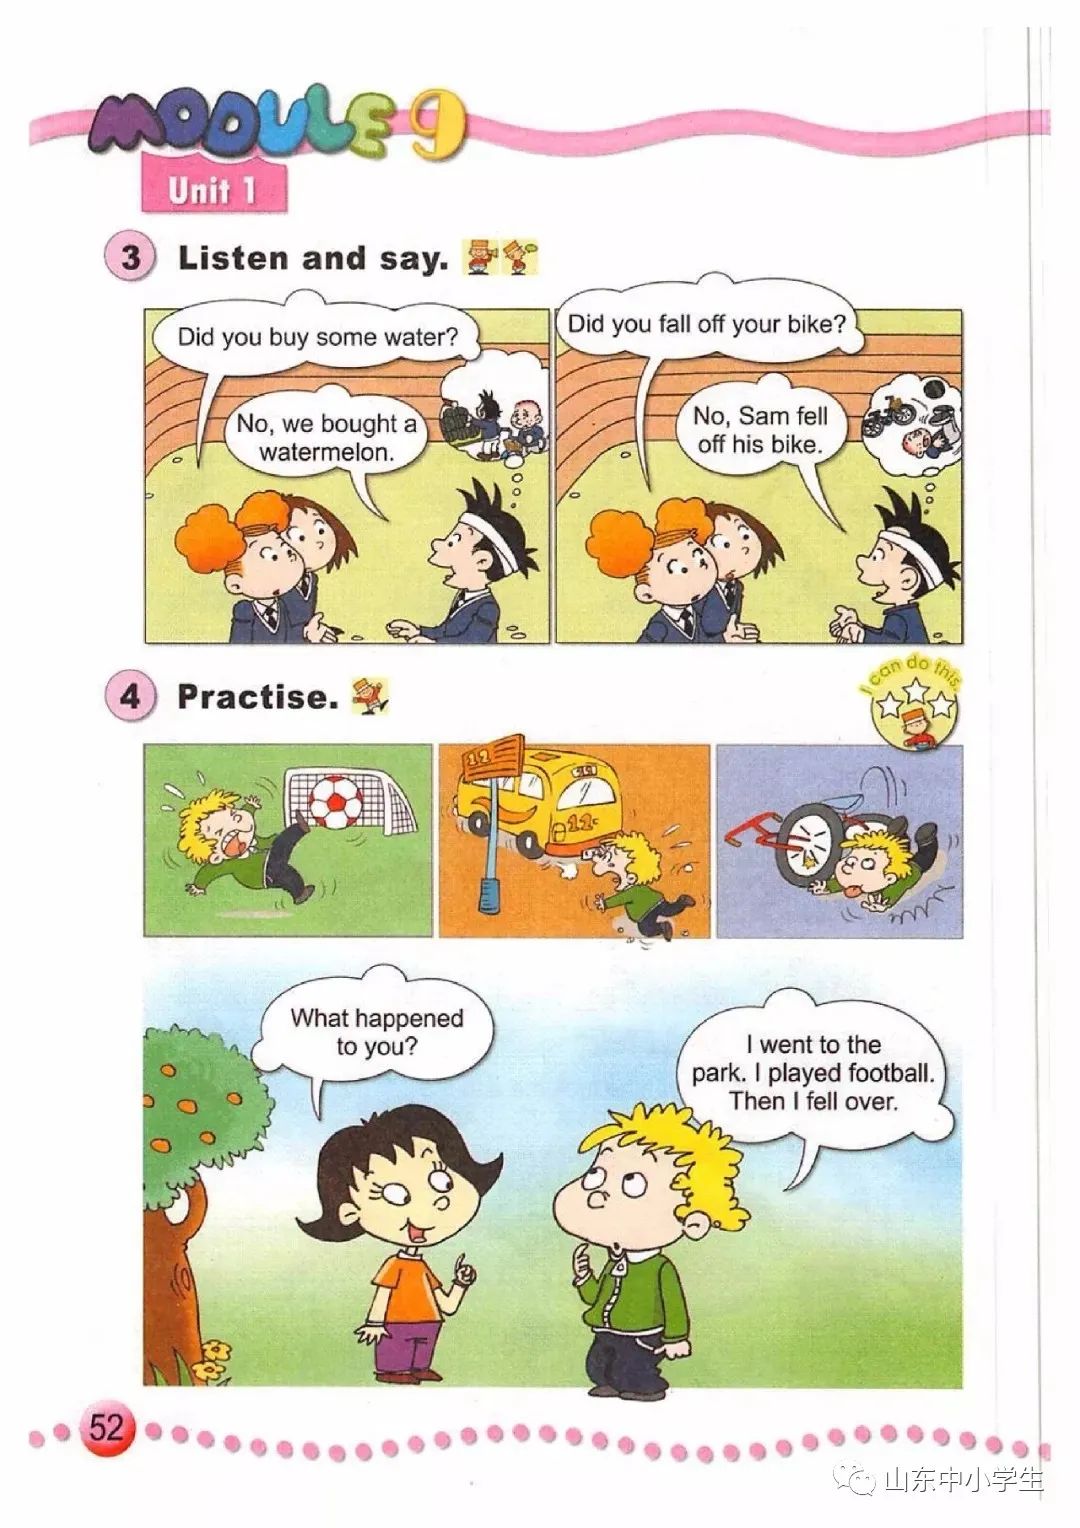 MODULE 9
Unit 1
3 Listen and say.
Did you buy some water?
No, we bought a
watermelon.
Did you fall off your bike?
No, Sam fell
off his bike.
4 Practise.
I can do this.
12
11
12
What happened
to you?
I went to the
park. I played football.
Then I fell over.
52
山东中小学生